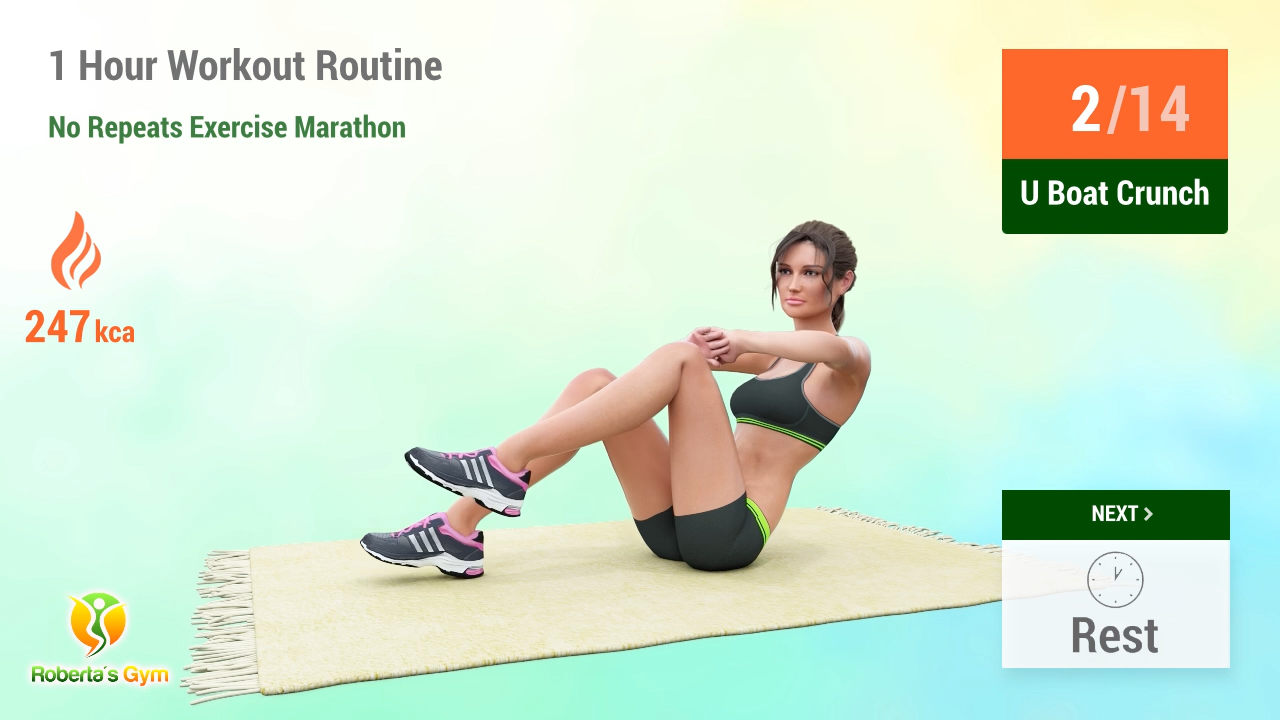 1 Hour Workout Routine
No Repeats Exercise Marathon
2/14
U Boat Crunch
247 kca
NEXT >
Rest
Roberta´s Gym